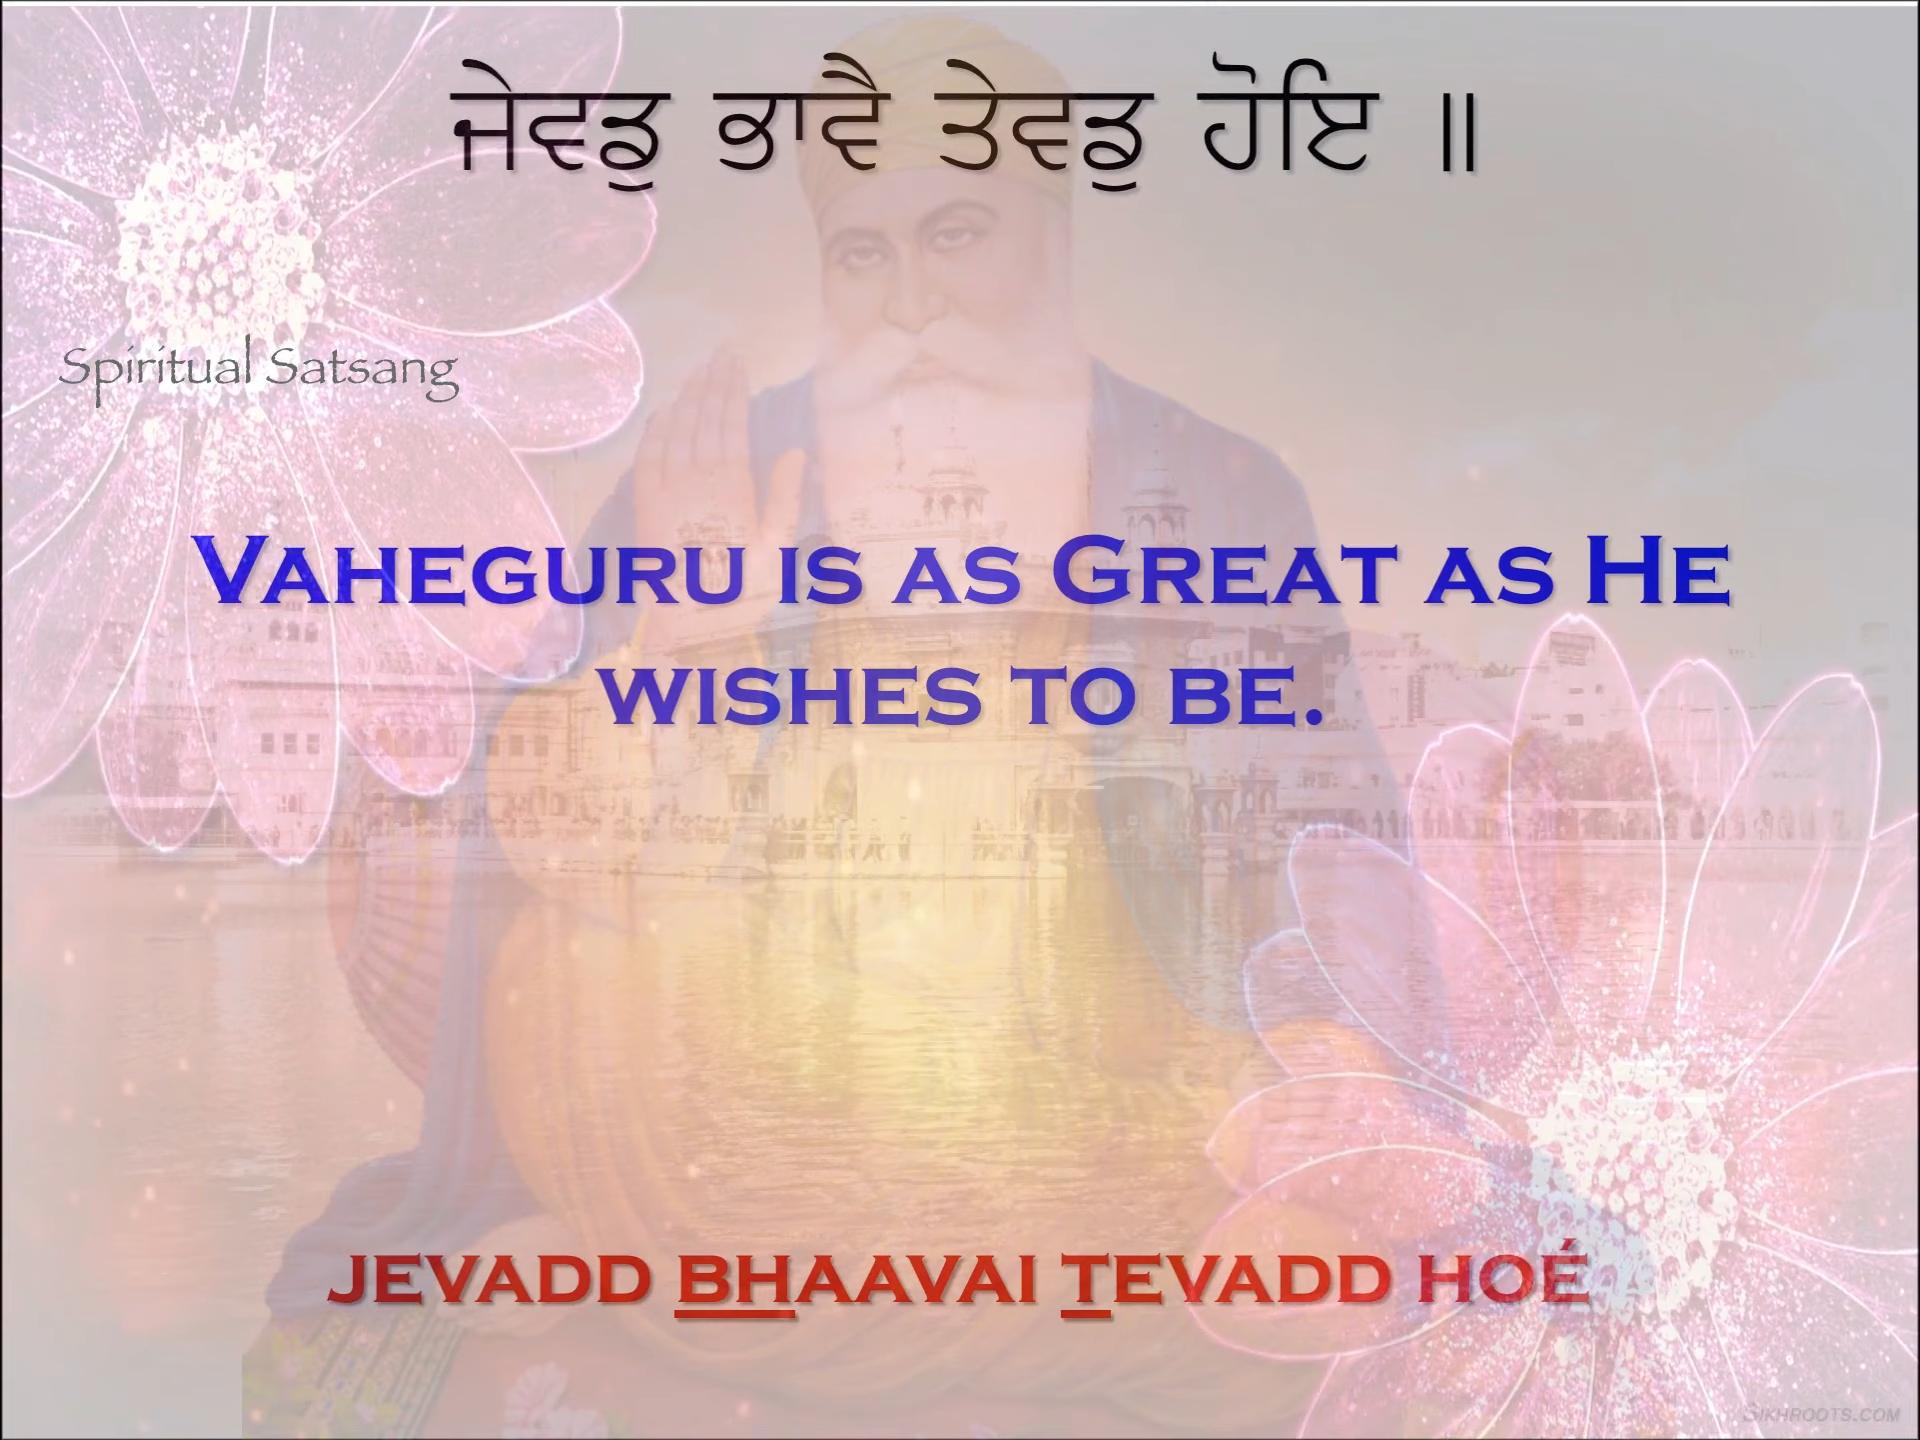 ਜੇਵਡੁ ਭਾਵੈ ਤੇਵਡੁ ਹੋਇ ॥
Spiritual Satsang
VAHEGURU IS AS GREAT AS HE
WISHES TO BE.
JEVADD BHAAVAI TEVADD HOÉ
SIKHROOTS.COM